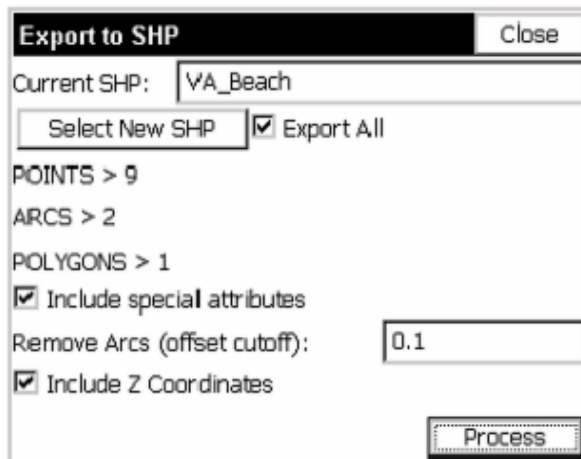 Export to SHP Close
Current SHP: VA_Beach
Select New SHP Export All
POINTS > 9
ARCS > 2
POLYGONS > 1
Include special attributes
Remove Arcs (offset cutoff): 0.1
Include Z Coordinates
Process